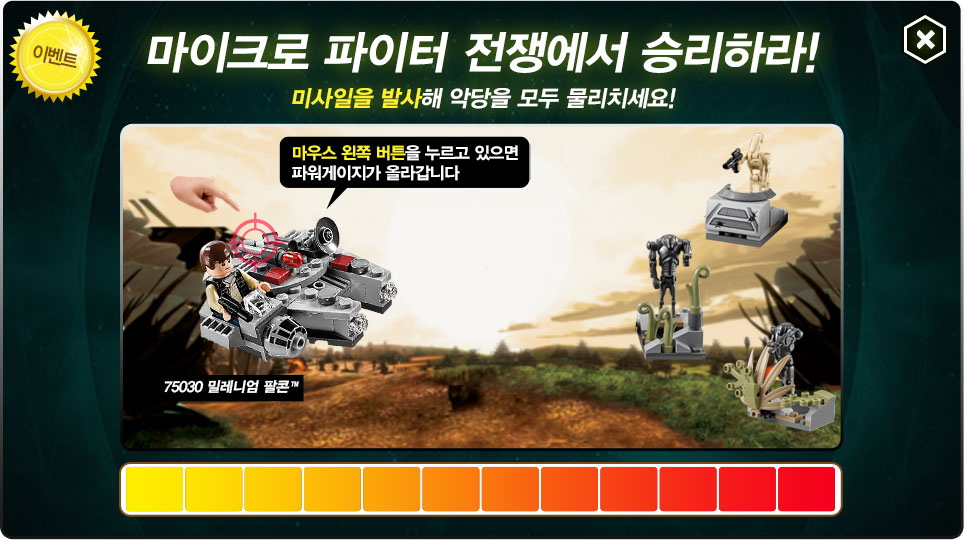 이벤트
마이크로 파이터 전쟁에서 승리하라!
미사일을 발사해 악당을 모두 물리치세요!
마우스 왼쪽 버튼을 누르고 있으면
파워게이지가 올라갑니다
75030 밀레니엄 팔콘™